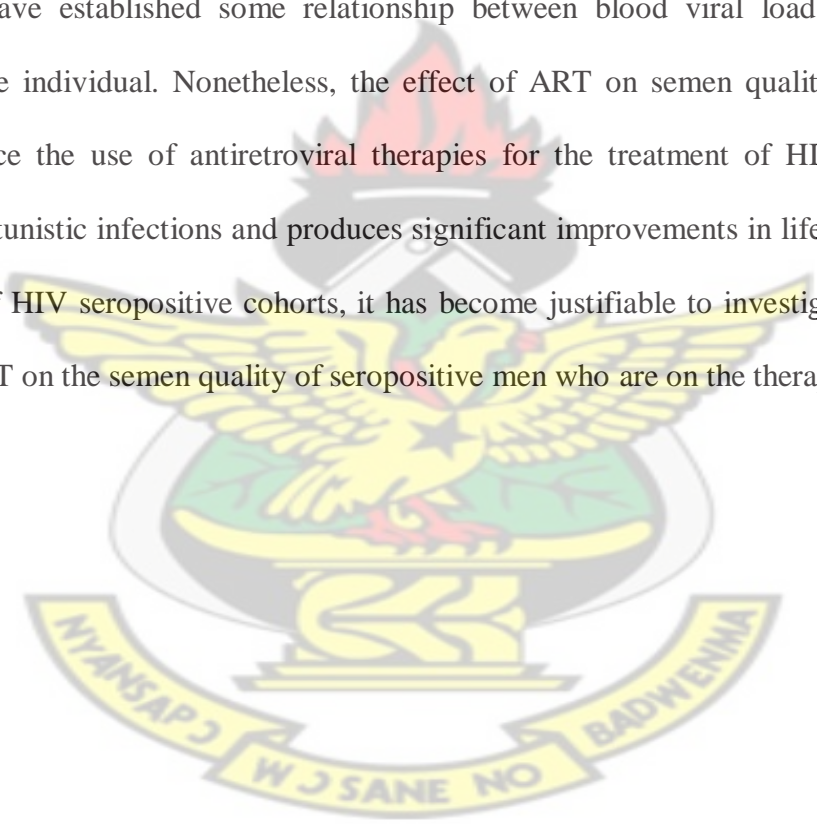 ave established some relationship between blood viral load
e individual. Nonetheless, the effect of ART on semen qualit
ce the use of antiretroviral therapies for the treatment of HI
tunistic infections and produces significant improvements in life
f HIV seropositive cohorts, it has become justifiable to investig
T on the semen quality of seropositive men who are on the thera
NYANSAPƆ WƆ SANE NO BADWENMA